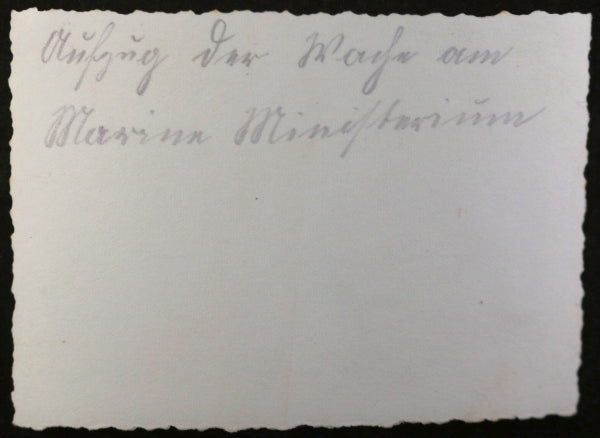 Aufzug der Wache am
Marine Ministerium